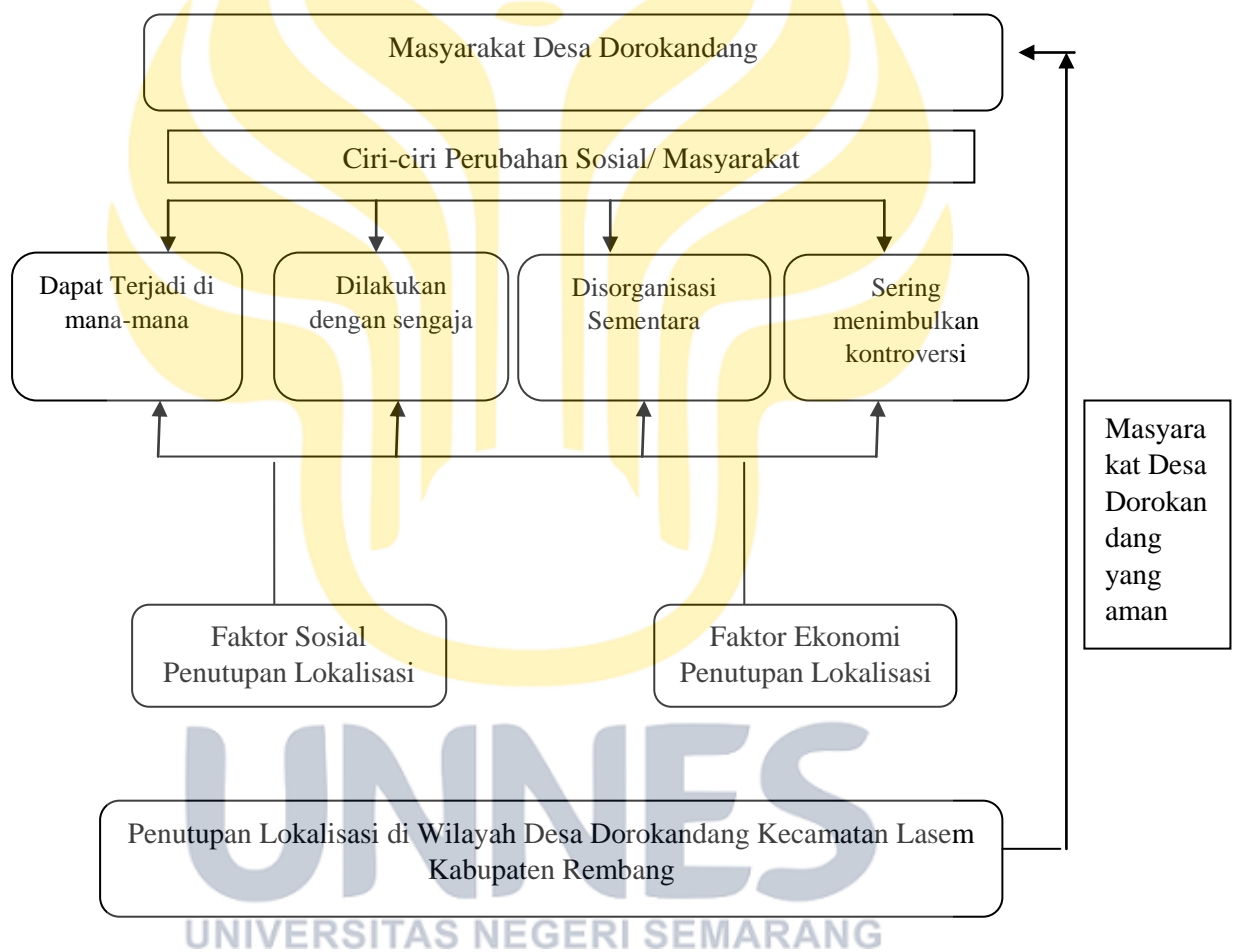 Masyarakat Desa Dorokandang
Ciri-ciri Perubahan Sosial/ Masyarakat
Dapat Terjadi di
mana-mana
Dilakukan
dengan sengaja
Disorganisasi
Sementara
Sering
menimbulkan
kontroversi
Masyara
kat Desa
Dorokan
dang
yang
aman
Faktor Sosial
Penutupan Lokalisasi
Faktor Ekonomi
Penutupan Lokalisasi
Penutupan Lokalisasi di Wilayah Desa Dorokandang Kecamatan Lasem
Kabupaten Rembang
UNNES
UNIVERSITAS NEGERI SEMARANG